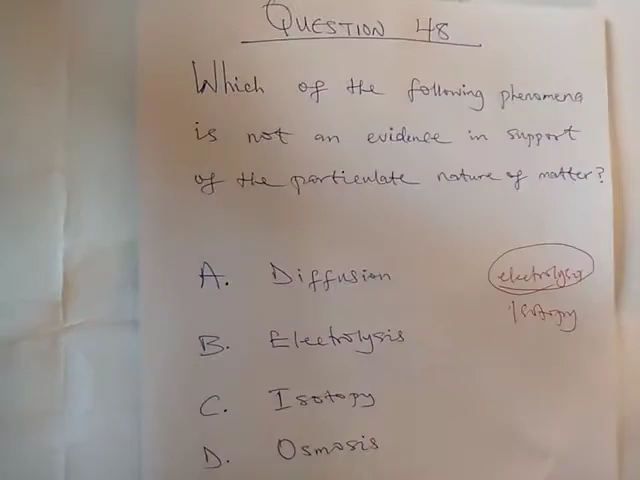 QUESTION 48
Which of the following phenomena
is not an evidence in support
of the particulate nature of matter?
A. Diffusion
electrolysis
Isotopy
B. Electrolysis
C. Isotopy
D. Osmosis